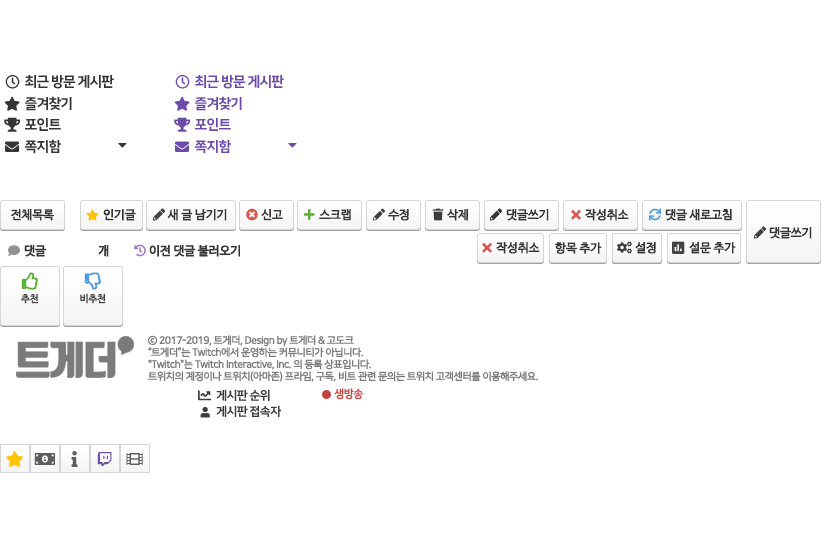 최근 방문 게시판 최근 방문 게시판
즐겨찾기 즐겨찾기
포인트 포인트
쪽지함 쪽지함
전체목록 인기글 새 글 남기기 신고 스크랩 수정 삭제 댓글쓰기 작성취소 댓글 새로고침 댓글쓰기
댓글 개 이전 댓글 불러오기 작성취소 항목 추가 설정 설문 추가
추천 비추천
트게더
© 2017-2019, 트게더, Design by 트게더 & 고도크
“트게더”는 Twitch에서 운영하는 커뮤니티가 아닙니다.
"Twitch"는 Twitch Interactive, Inc. 의 등록 상표입니다.
트위치의 계정이나 트위치(아마존) 프라임, 구독, 비트 관련 문의는 트위치 고객센터를 이용해주세요.
게시판 순위 생방송
게시판 접속자